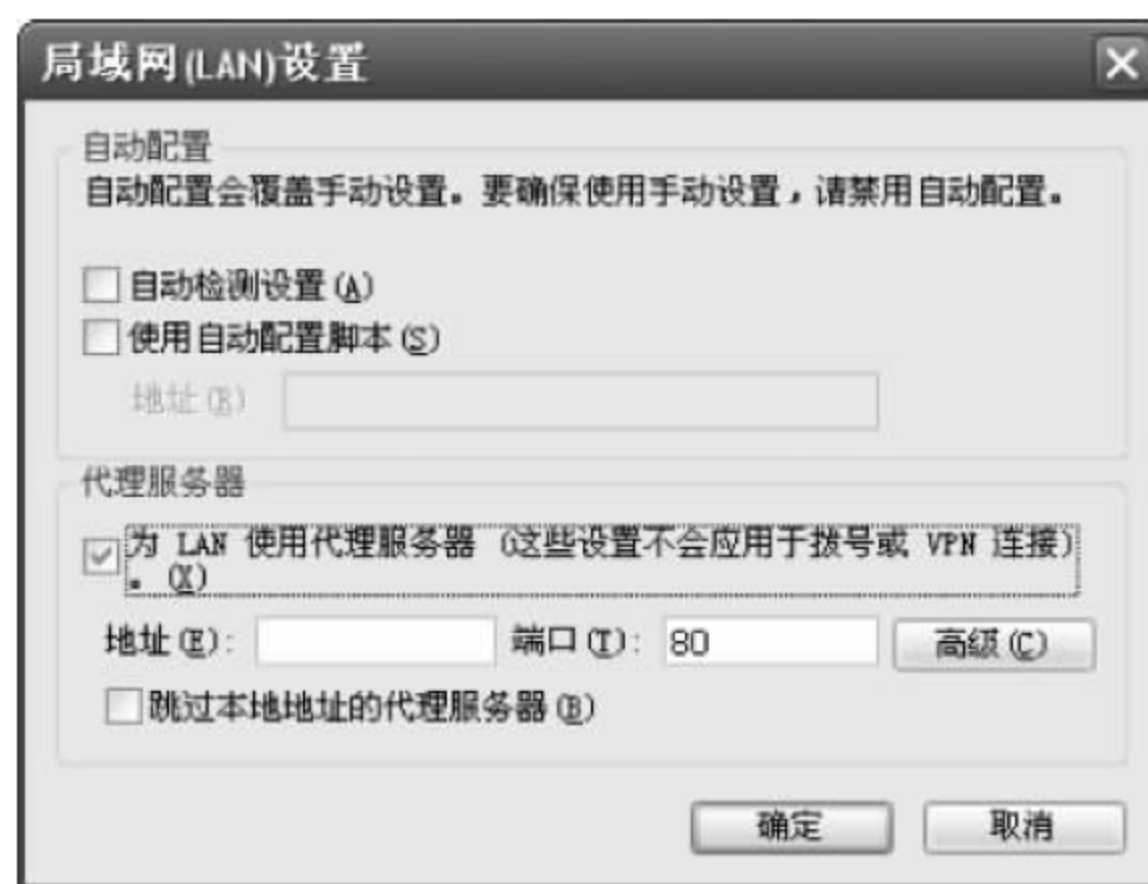 局域网(LAN)设置
自动配置
自动配置会覆盖手动设置。要确保使用手动设置，请禁用自动配置。
自动检测设置(A)
使用自动配置脚本(S)
地址(R)
代理服务器
为 LAN 使用代理服务器（这些设置不会应用于拨号或 VPN 连接）
。(X)
地址(E): 端口(T): 80 高级(C)
跳过本地地址的代理服务器(B)
确定 取消